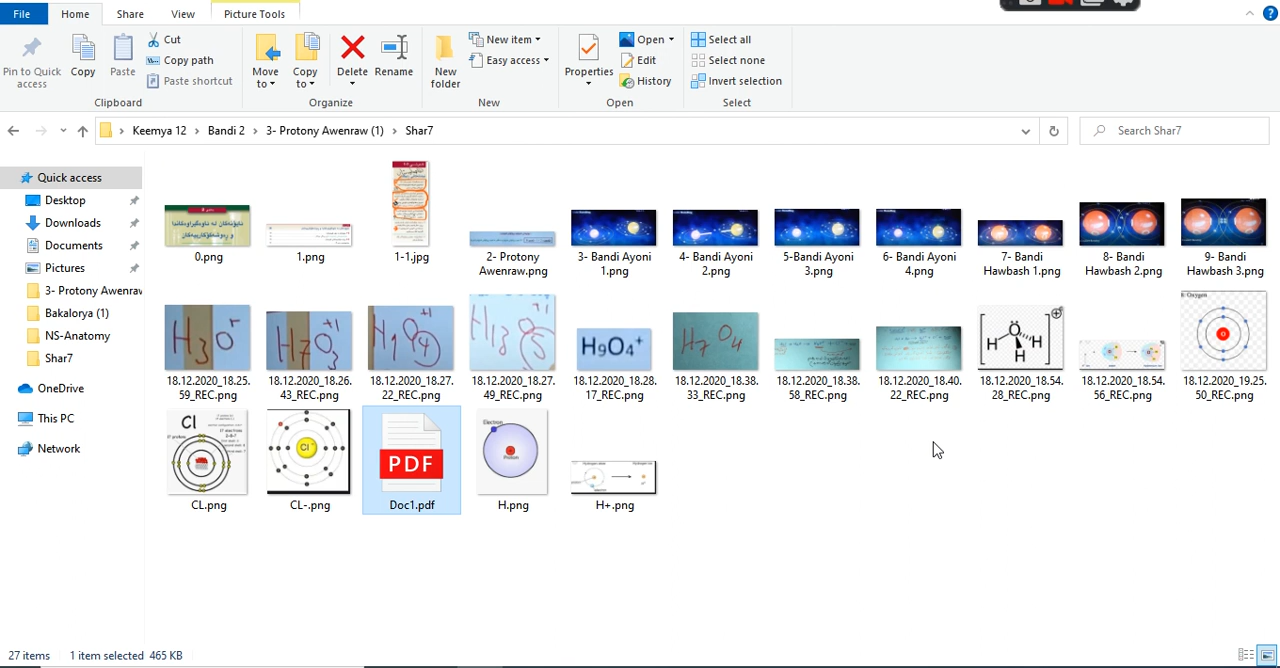 File
Home
Share
View
Picture Tools
Pin to Quick access
Copy
Paste
Cut
Copy path
Paste shortcut
Clipboard
Move to
Copy to
Delete
Rename
Organize
New folder
New item
Easy access
New
Properties
Open
Edit
History
Open
Select all
Select none
Invert selection
Select
Keemya 12 › Bandi 2 › 3- Protony Awenraw (1) › Shar7
Search Shar7
Quick access
Desktop
Downloads
Documents
Pictures
3- Protony Awenraw
Bakalorya (1)
NS-Anatomy
Shar7
OneDrive
This PC
Network
0.png
1.png
1-1.jpg
2- Protony Awenraw.png
3- Bandi Ayoni 1.png
4- Bandi Ayoni 2.png
5-Bandi Ayoni 3.png
6- Bandi Ayoni 4.png
7- Bandi Hawbash 1.png
8- Bandi Hawbash 2.png
9- Bandi Hawbash 3.png
H3O+
H7O3+1
H9O4+1
H9O4+
H7O4
[H Ö H H]⊕
18.12.2020_18.25.59_REC.png
18.12.2020_18.26.43_REC.png
18.12.2020_18.27.22_REC.png
18.12.2020_18.27.49_REC.png
18.12.2020_18.28.17_REC.png
18.12.2020_18.38.33_REC.png
18.12.2020_18.38.58_REC.png
18.12.2020_18.40.22_REC.png
18.12.2020_18.54.28_REC.png
18.12.2020_18.54.56_REC.png
18.12.2020_19.25.50_REC.png
Cl
Cl-
PDF
Electron
Proton
CL.png
CL-.png
Doc1.pdf
H.png
H+.png
27 items
1 item selected 465 KB